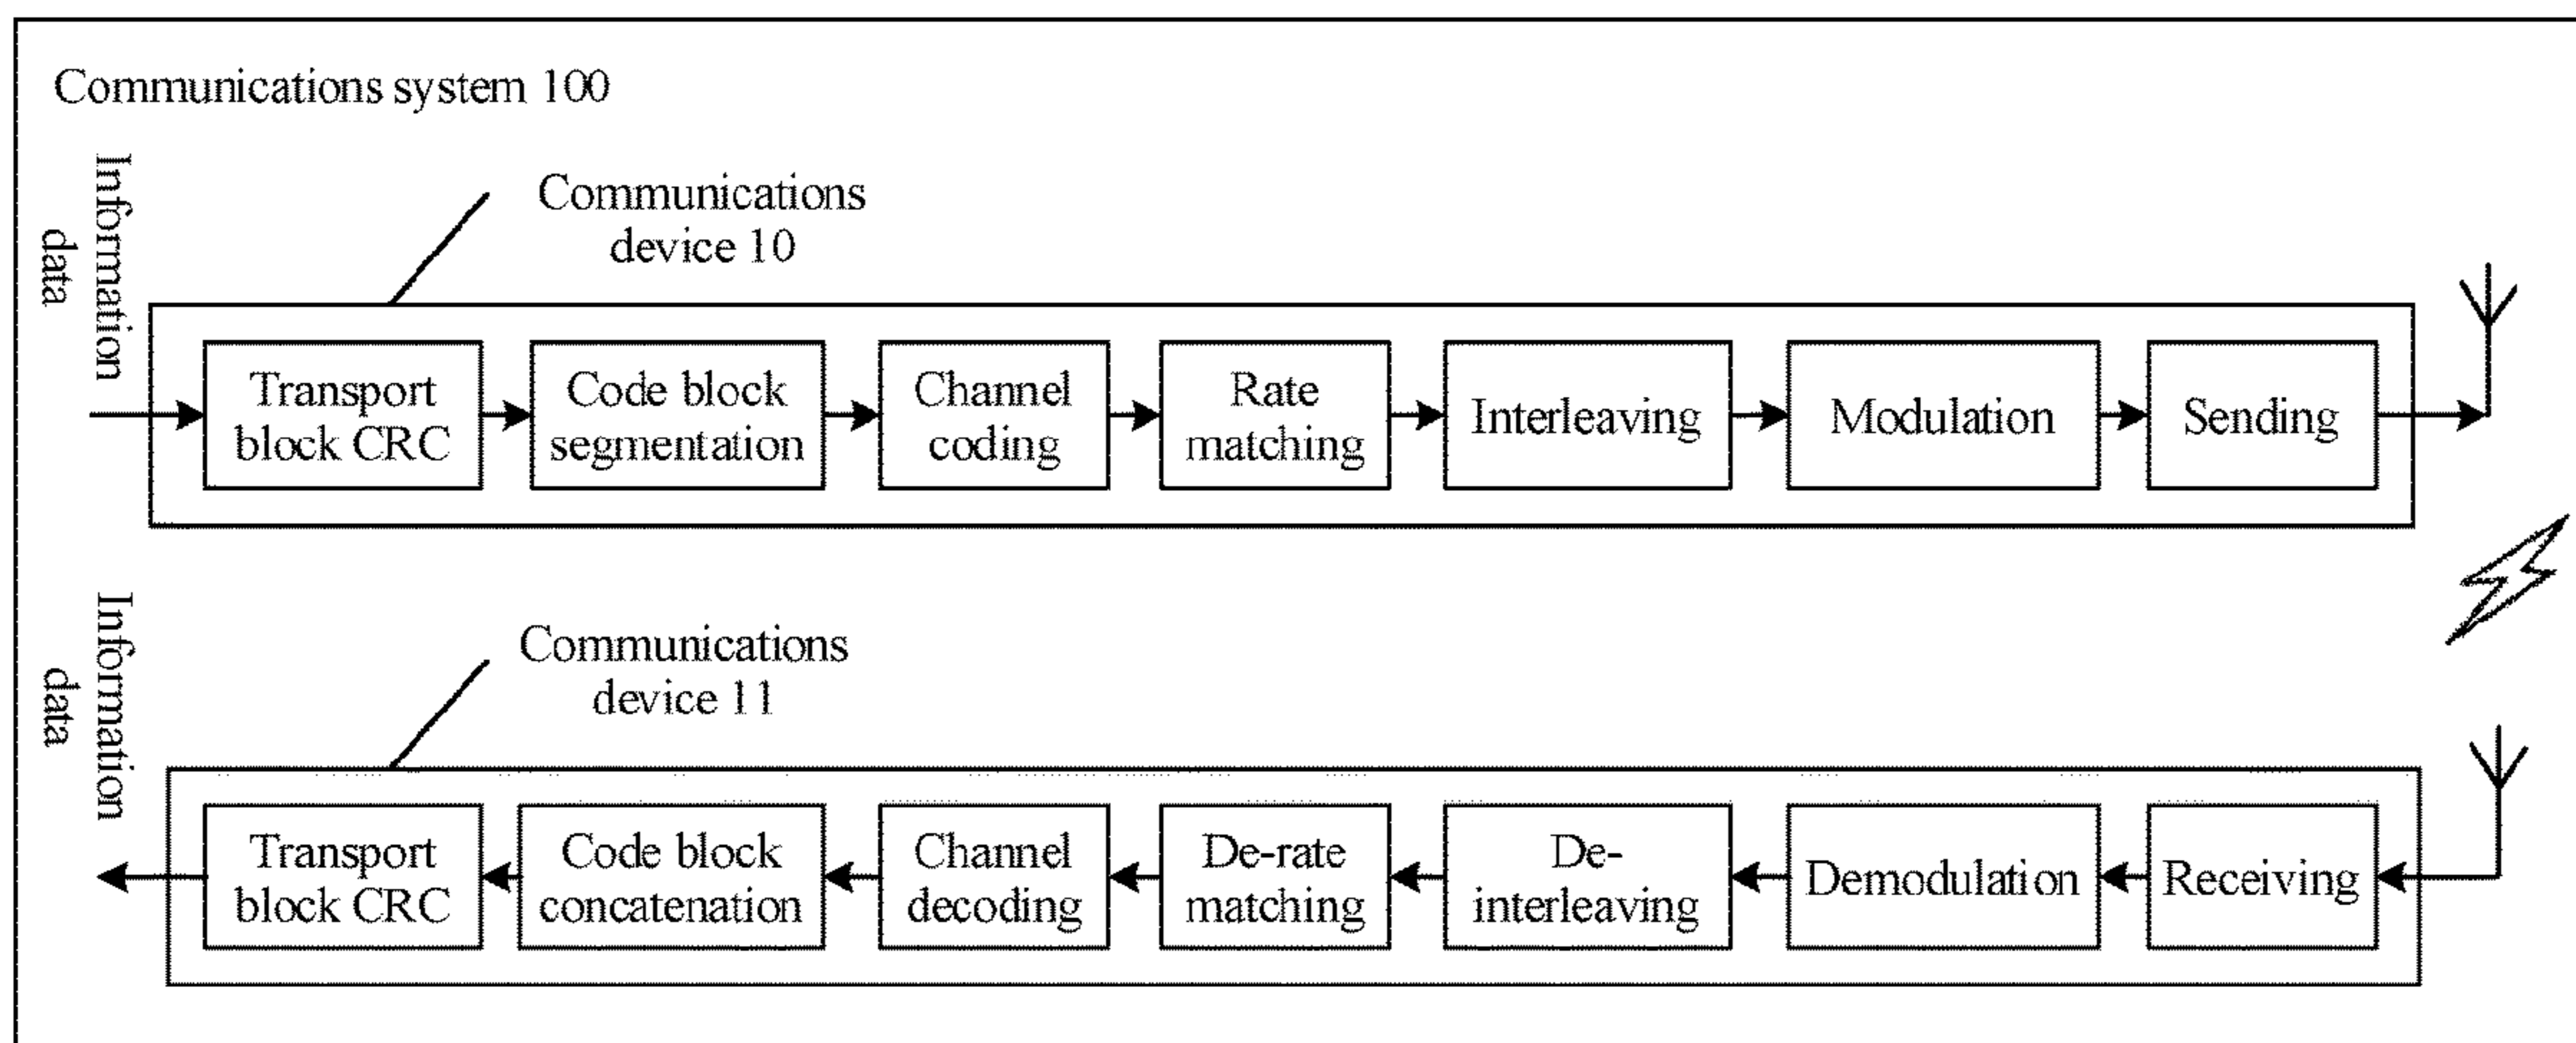 Communications system 100
Information
data
Communications
device 10
Transport
block CRC
Code block
segmentation
Channel
coding
Rate
matching
Interleaving
Modulation
Sending
Information
data
Communications
device 11
Transport
block CRC
Code block
concatenation
Channel
decoding
De-rate
matching
De-
interleaving
Demodulation
Receiving